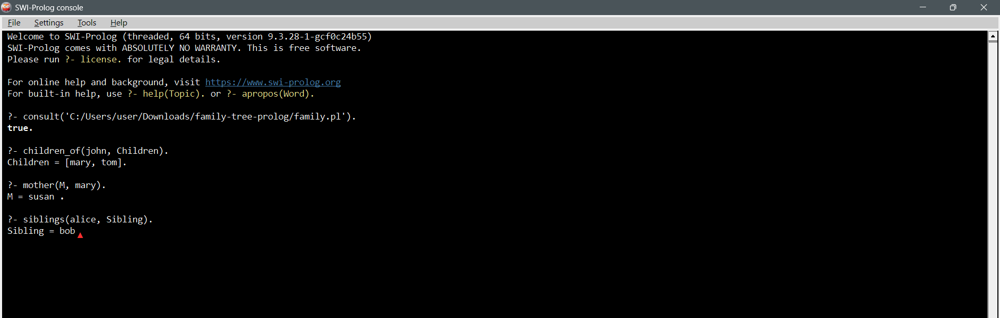 SWI-Prolog console
File Settings Tools Help
Welcome to SWI-Prolog (threaded, 64 bits, version 9.3.28-1-gcf0c24b55)
SWI-Prolog comes with ABSOLUTELY NO WARRANTY. This is free software.
Please run ?- license. for legal details.
For online help and background, visit https://www.swi-prolog.org
For built-in help, use ?- help(Topic). or ?- apropos(Word).
?- consult('C:/Users/user/Downloads/family-tree-prolog/family.pl').
true.
?- children_of(john, Children).
Children = [mary, tom].
?- mother(M, mary).
M = susan .
?- siblings(alice, Sibling).
Sibling = bob